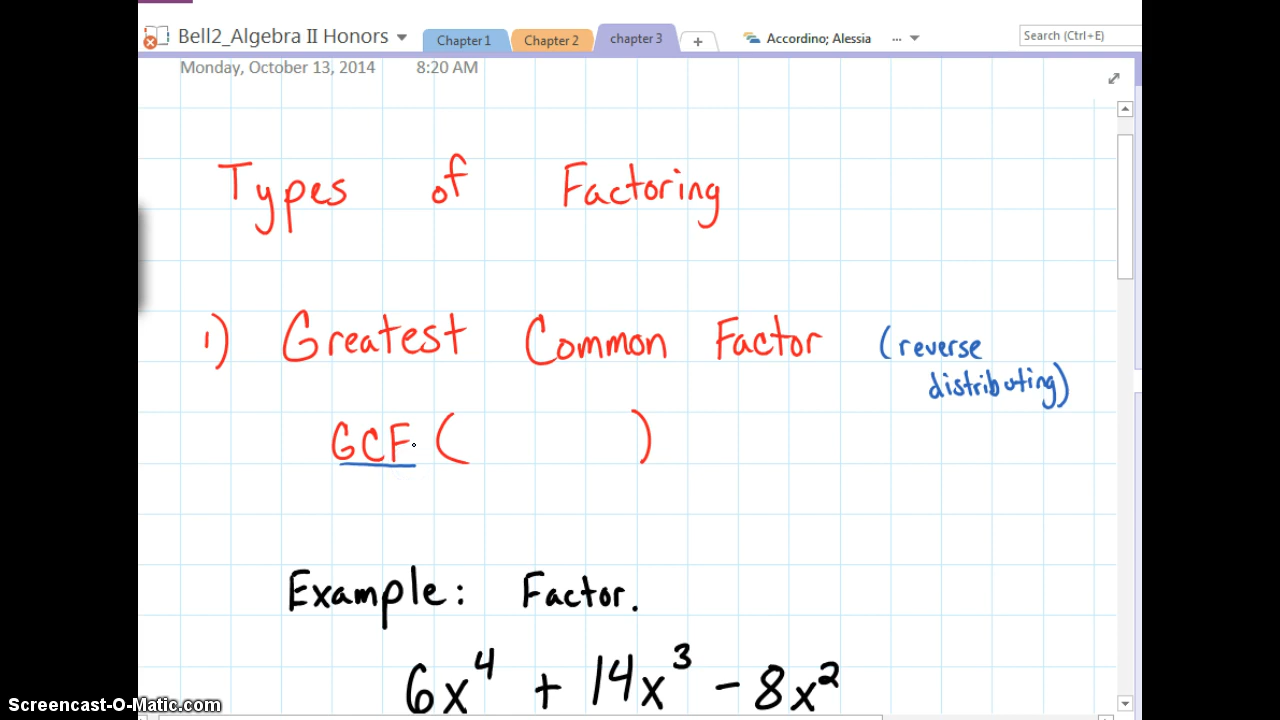 Bell2_Algebra II Honors
Chapter 1
Chapter 2
chapter 3
+
Accordino; Alessia
...
Search (Ctrl+E)
Monday, October 13, 2014 8:20 AM
Types of Factoring
1) Greatest Common Factor (reverse
distributing)
GCF ( )
Example: Factor.
6x⁴ + 14x³ - 8x²
Screencast-O-Matic.com